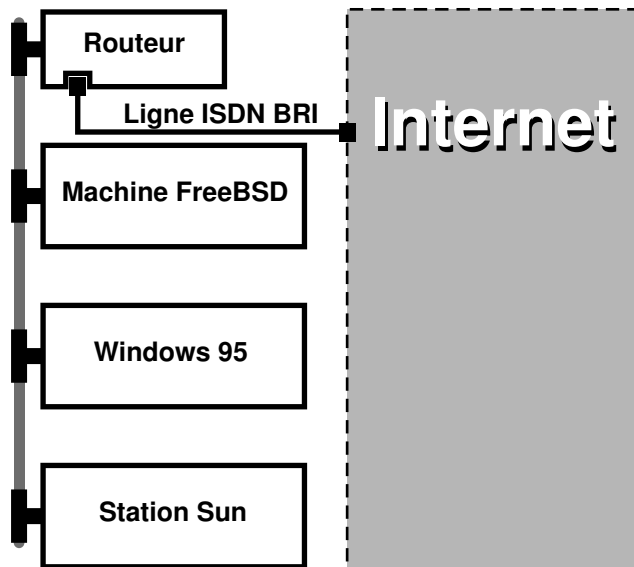 Routeur
Ligne ISDN BRI
Internet
Machine FreeBSD
Windows 95
Station Sun